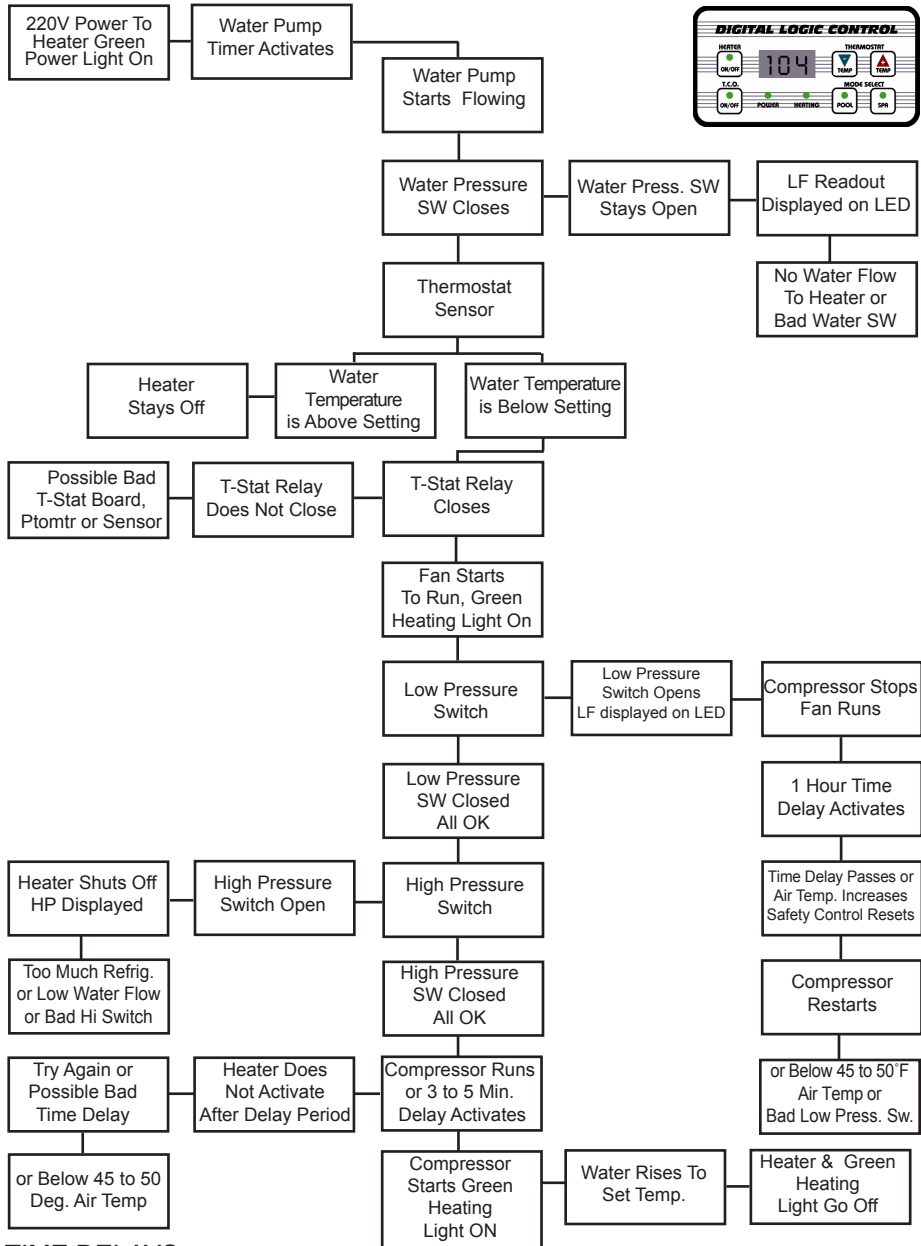 220V Power To
Heater Green
Power Light On
Water Pump
Timer Activates
DIGITAL LOGIC CONTROL
HEATER
THERMOSTAT
ON/OFF
104
TEMP
TEMP
T.C.O.
MODE SELECT
ON/OFF
POWER
HEATING
POOL
SPA
Water Pump
Starts Flowing
Water Pressure
SW Closes
Water Press. SW
Stays Open
LF Readout
Displayed on LED
No Water Flow
To Heater or
Bad Water SW
Thermostat
Sensor
Heater
Stays Off
Water
Temperature
is Above Setting
Water Temperature
is Below Setting
Possible Bad
T-Stat Board,
Ptomtr or Sensor
T-Stat Relay
Does Not Close
T-Stat Relay
Closes
Fan Starts
To Run, Green
Heating Light On
Low Pressure
Switch
Low Pressure
Switch Opens
LF displayed on LED
Compressor Stops
Fan Runs
Low Pressure
SW Closed
All OK
1 Hour Time
Delay Activates
Heater Shuts Off
HP Displayed
High Pressure
Switch Open
High Pressure
Switch
Time Delay Passes or
Air Temp. Increases
Safety Control Resets
Too Much Refrig.
or Low Water Flow
or Bad Hi Switch
High Pressure
SW Closed
All OK
Compressor
Restarts
Try Again or
Possible Bad
Time Delay
Heater Does
Not Activate
After Delay Period
Compressor Runs
or 3 to 5 Min.
Delay Activates
or Below 45 to 50˚F
Air Temp or
Bad Low Press. Sw.
or Below 45 to 50
Deg. Air Temp
Compressor
Starts Green
Heating
Light ON
Water Rises To
Set Temp.
Heater & Green
Heating
Light Go Off
TIME DELAYS